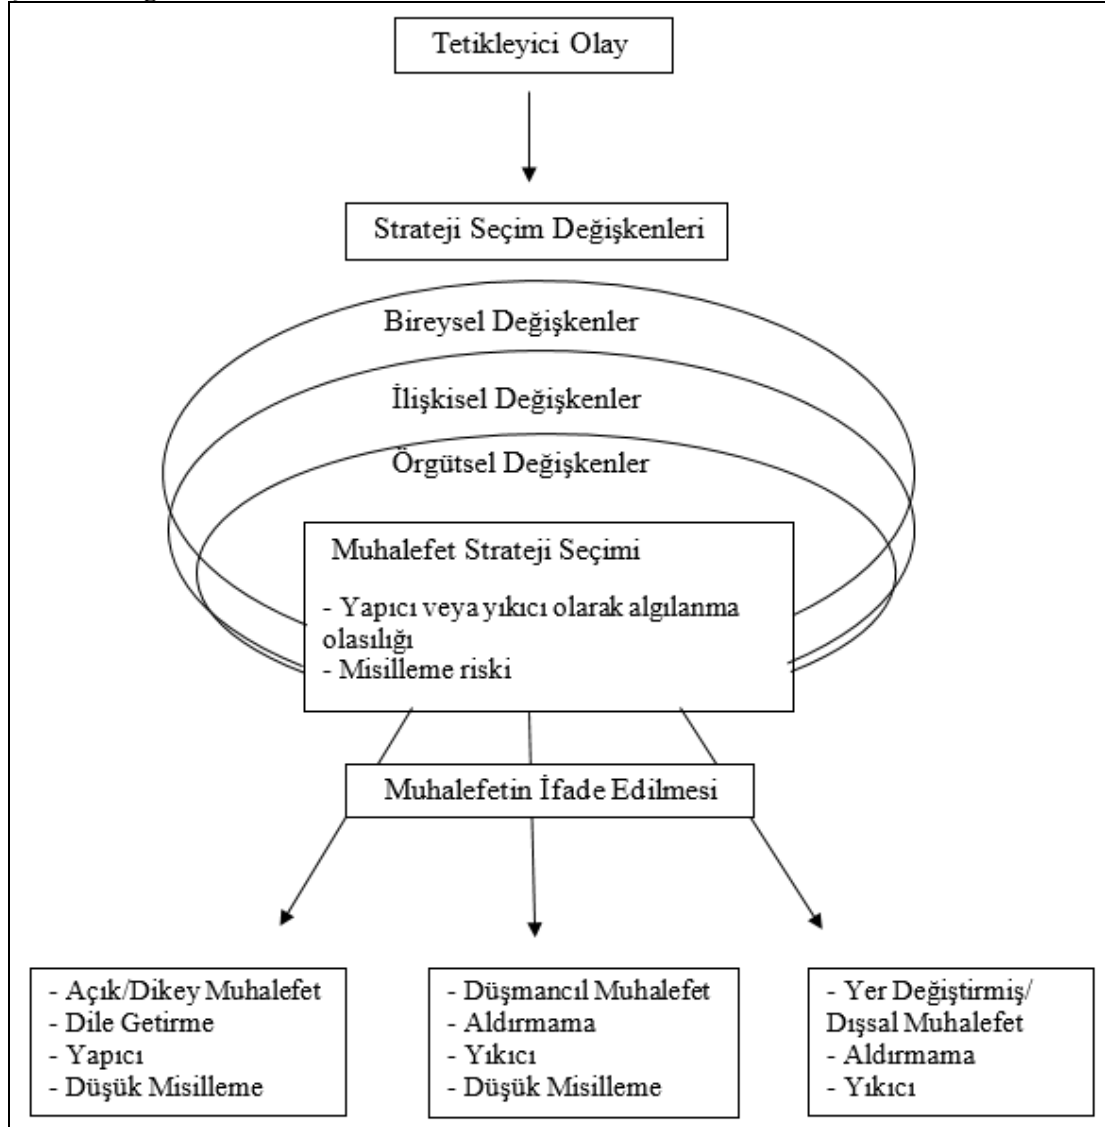 Tetikleyici Olay
Strateji Seçim Değişkenleri
Bireysel Değişkenler
İlişkisel Değişkenler
Örgütsel Değişkenler
Muhalefet Strateji Seçimi
- Yapıcı veya yıkıcı olarak algılanma
olasılığı
- Misilleme riski
Muhalefetin İfade Edilmesi
- Açık/Dikey Muhalefet
- Dile Getirme
- Yapıcı
- Düşük Misilleme
- Düşmancıl Muhalefet
- Aldırmama
- Yıkıcı
- Düşük Misilleme
- Yer Değiştirmiş/
Dışsal Muhalefet
- Aldırmama
- Yıkıcı